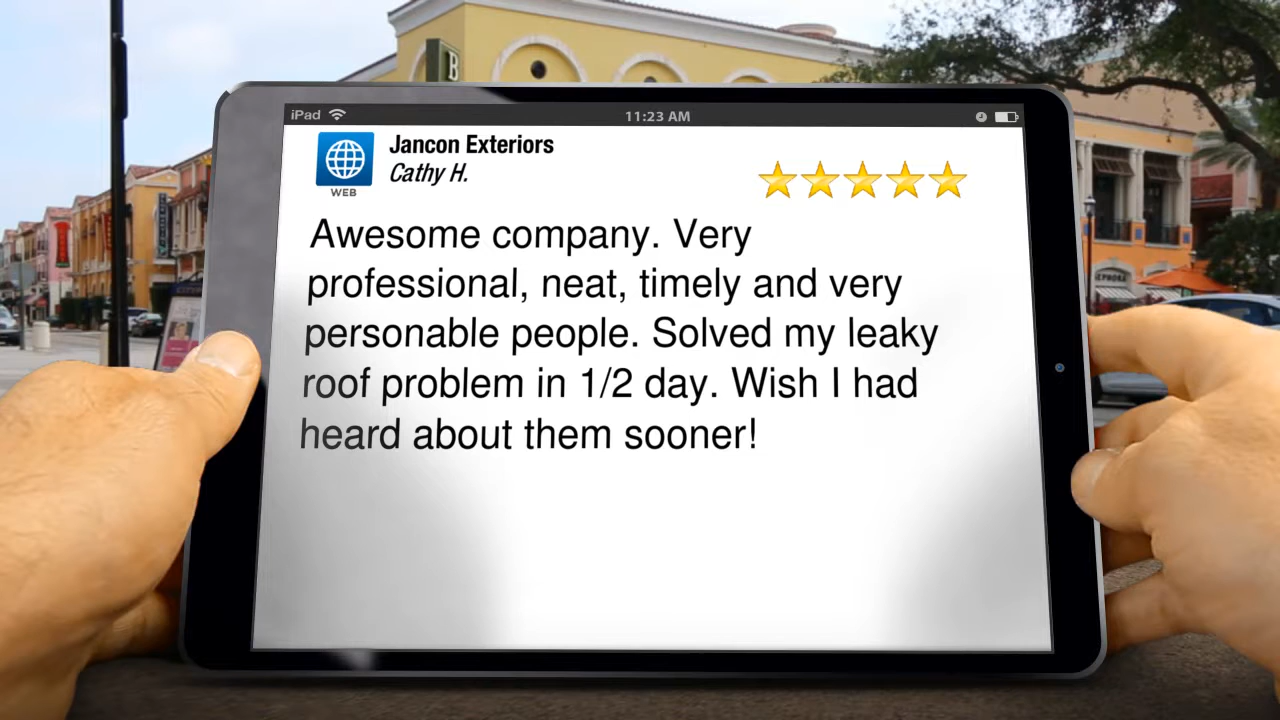 iPad
11:23 AM
Jancon Exteriors
Cathy H.
WEB
Awesome company. Very
professional, neat, timely and very
personable people. Solved my leaky
roof problem in 1/2 day. Wish I had
heard about them sooner!
B
SEPHORA